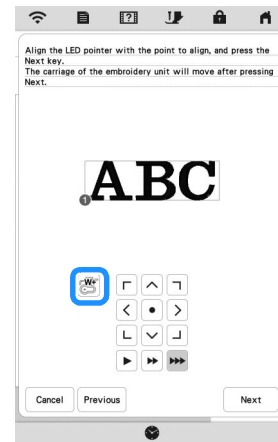 Align the LED pointer with the point to align, and press the
Next key.
The carriage of the embroidery unit will move after pressing
Next.
ABC
1
W+
Cancel Previous Next